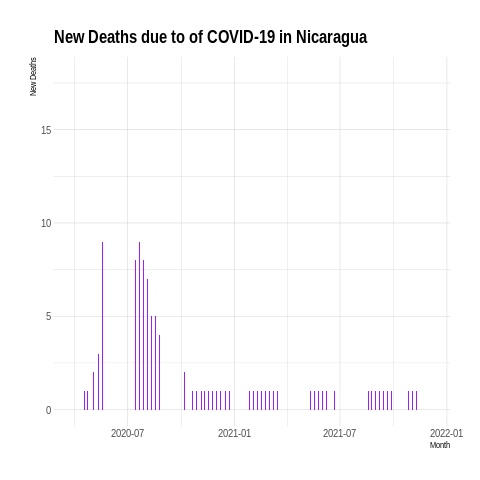 New Deaths due to of COVID-19 in Nicaragua
New Deaths
15
10
5
0
2020-07
2021-01
2021-07
2022-01
Month